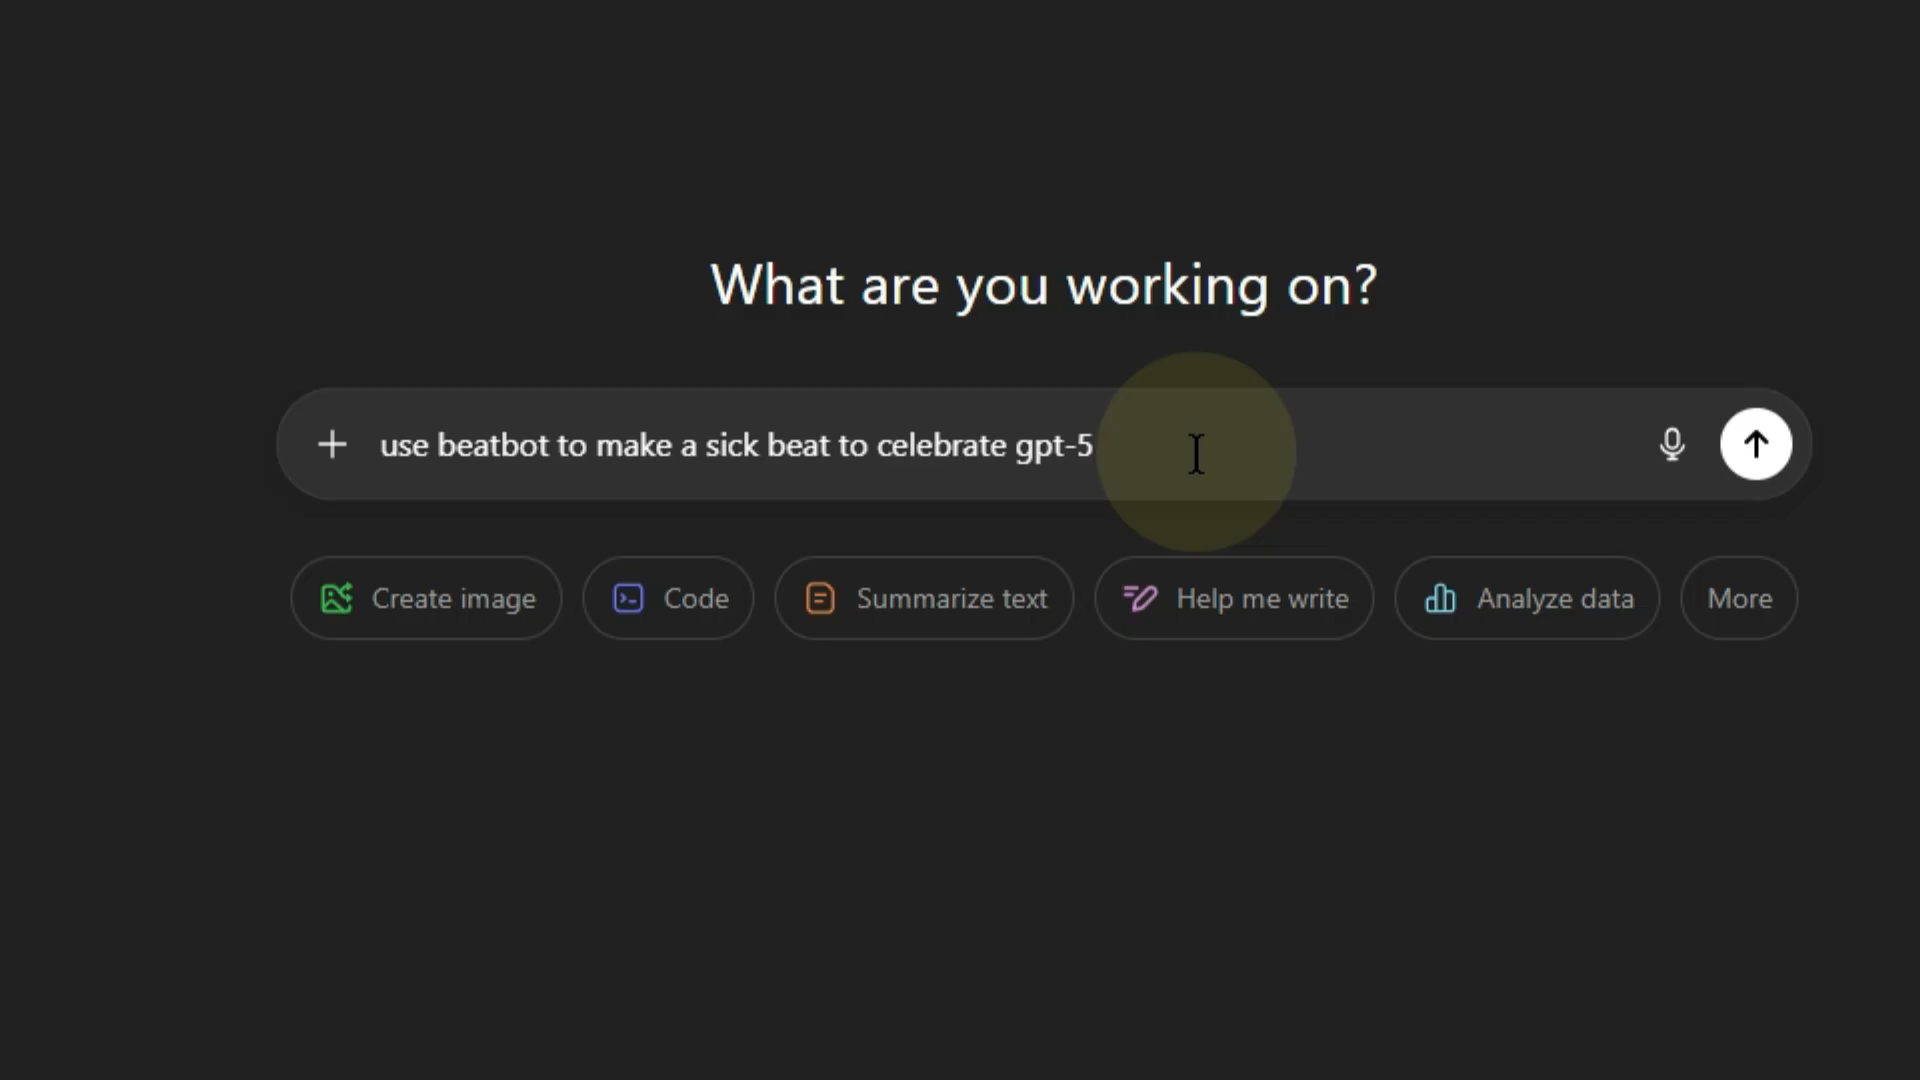 What are you working on?
use beatbot to make a sick beat to celebrate gpt-5
Create image
Code
Summarize text
Help me write
Analyze data
More